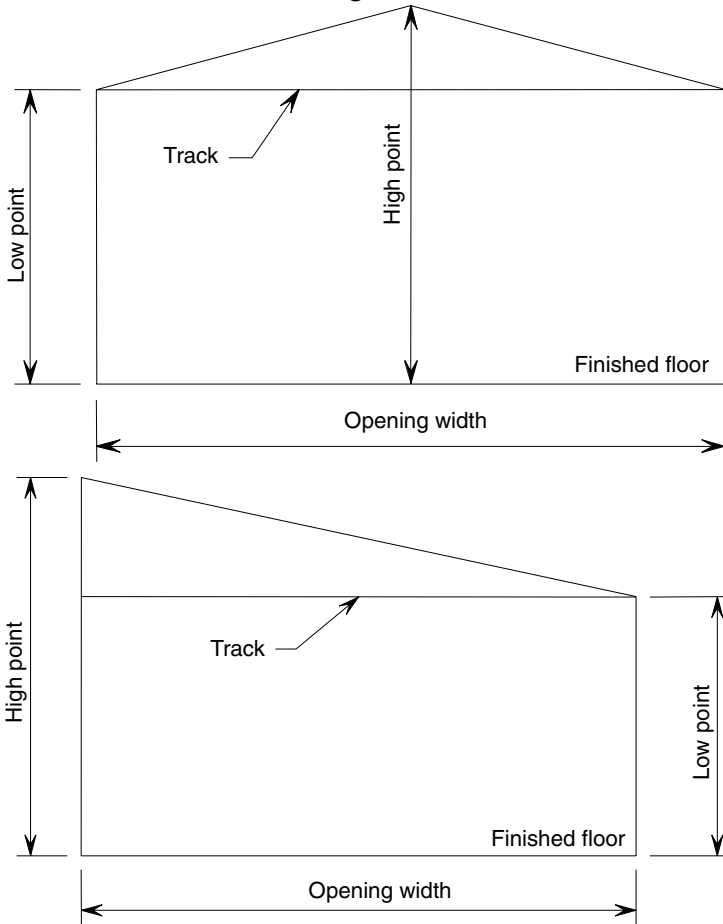 Track
High point
Low point
Finished floor
Opening width
High point
Track
Low point
Finished floor
Opening width